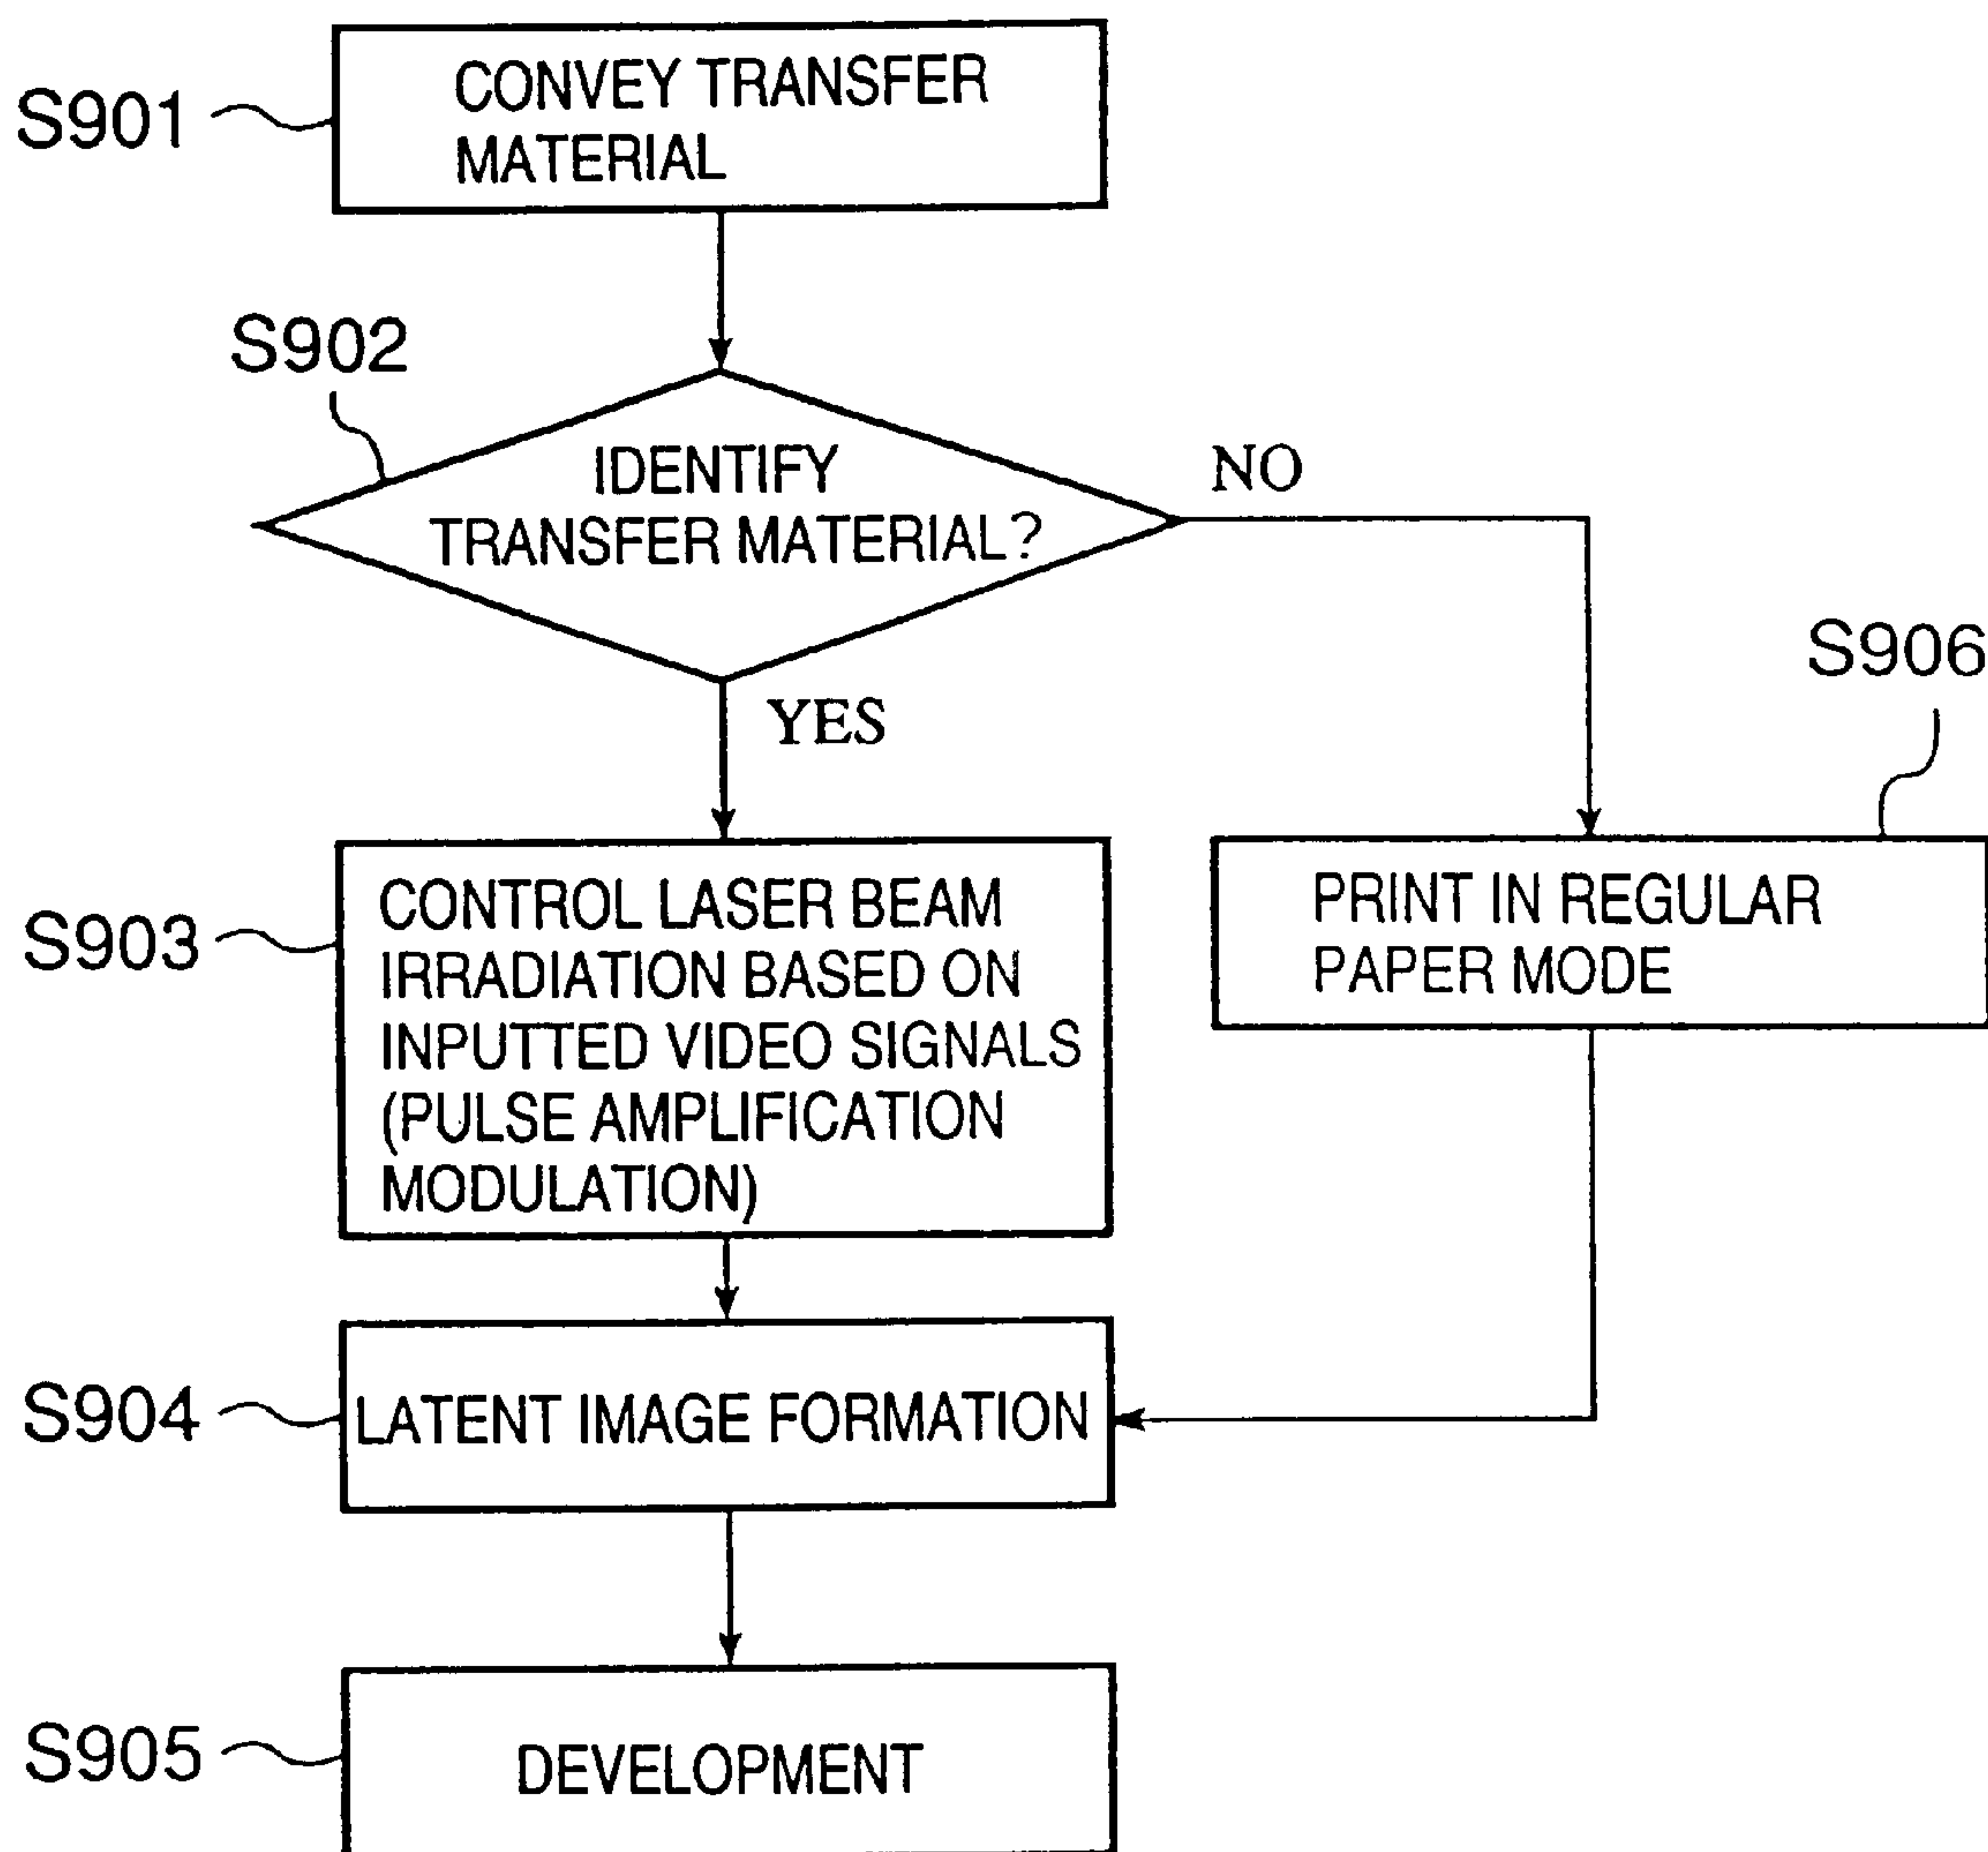 S901
CONVEY TRANSFER
MATERIAL
S902
IDENTIFY
TRANSFER MATERIAL?
NO
YES
S906
S903
CONTROL LASER BEAM
IRRADIATION BASED ON
INPUTTED VIDEO SIGNALS
(PULSE AMPLIFICATION
MODULATION)
PRINT IN REGULAR
PAPER MODE
S904
LATENT IMAGE FORMATION
S905
DEVELOPMENT